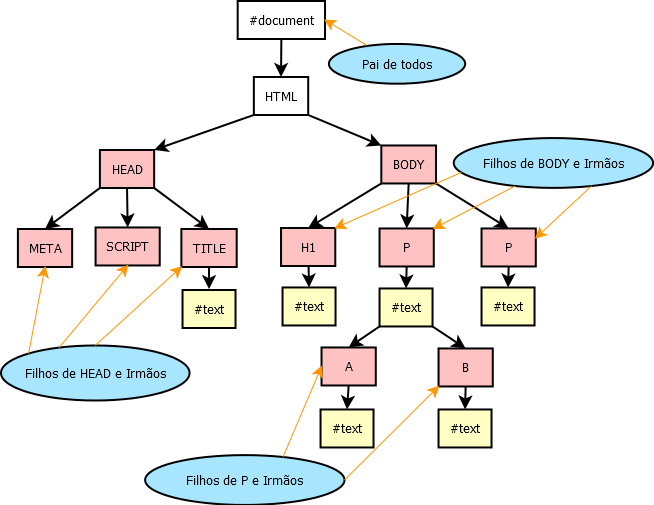 #document
Pai de todos
HTML
HEAD
BODY
Filhos de BODY e Irmãos
META
SCRIPT
TITLE
H1
P
P
#text
#text
#text
#text
Filhos de HEAD e Irmãos
A
B
#text
#text
Filhos de P e Irmãos